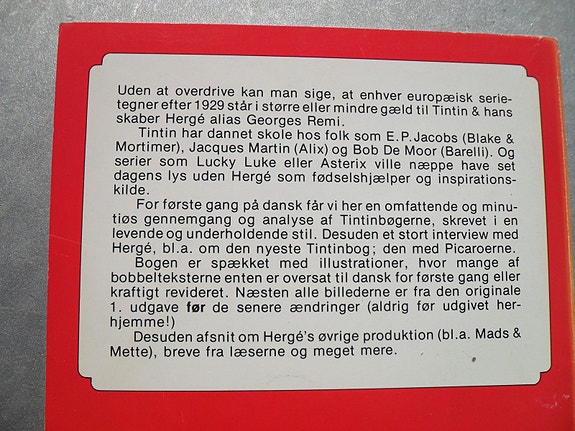 Uden at overdrive kan man sige, at enhver europæisk serie-
tegner efter 1929 står i større eller mindre gæld til Tintin & hans
skaber Hergé alias Georges Remi.
Tintin har dannet skole hos folk som E.P. Jacobs (Blake &
Mortimer), Jacques Martin (Alix) og Bob De Moor (Barelli). Og
serier som Lucky Luke eller Asterix ville næppe have set
dagens lys uden Hergé som fødselshjælper og inspirations-
kilde.
For første gang på dansk får vi her en omfattende og minu-
tiøs gennemgang og analyse af Tintinbøgerne, skrevet i en
levende og underholdende stil. Desuden et stort interview med
Hergé, bl.a. om den nyeste Tintinbog; den med Picaroerne.
Bogen er spækket med illustrationer, hvor mange af
bobbelteksterne enten er oversat til dansk for første gang eller
kraftigt revideret. Næsten alle billederne er fra den originale
1. udgave før de senere ændringer (aldrig før udgivet her-
hjemme!)
Desuden afsnit om Hergé's øvrige produktion (bl.a. Mads &
Mette), breve fra læserne og meget mere.